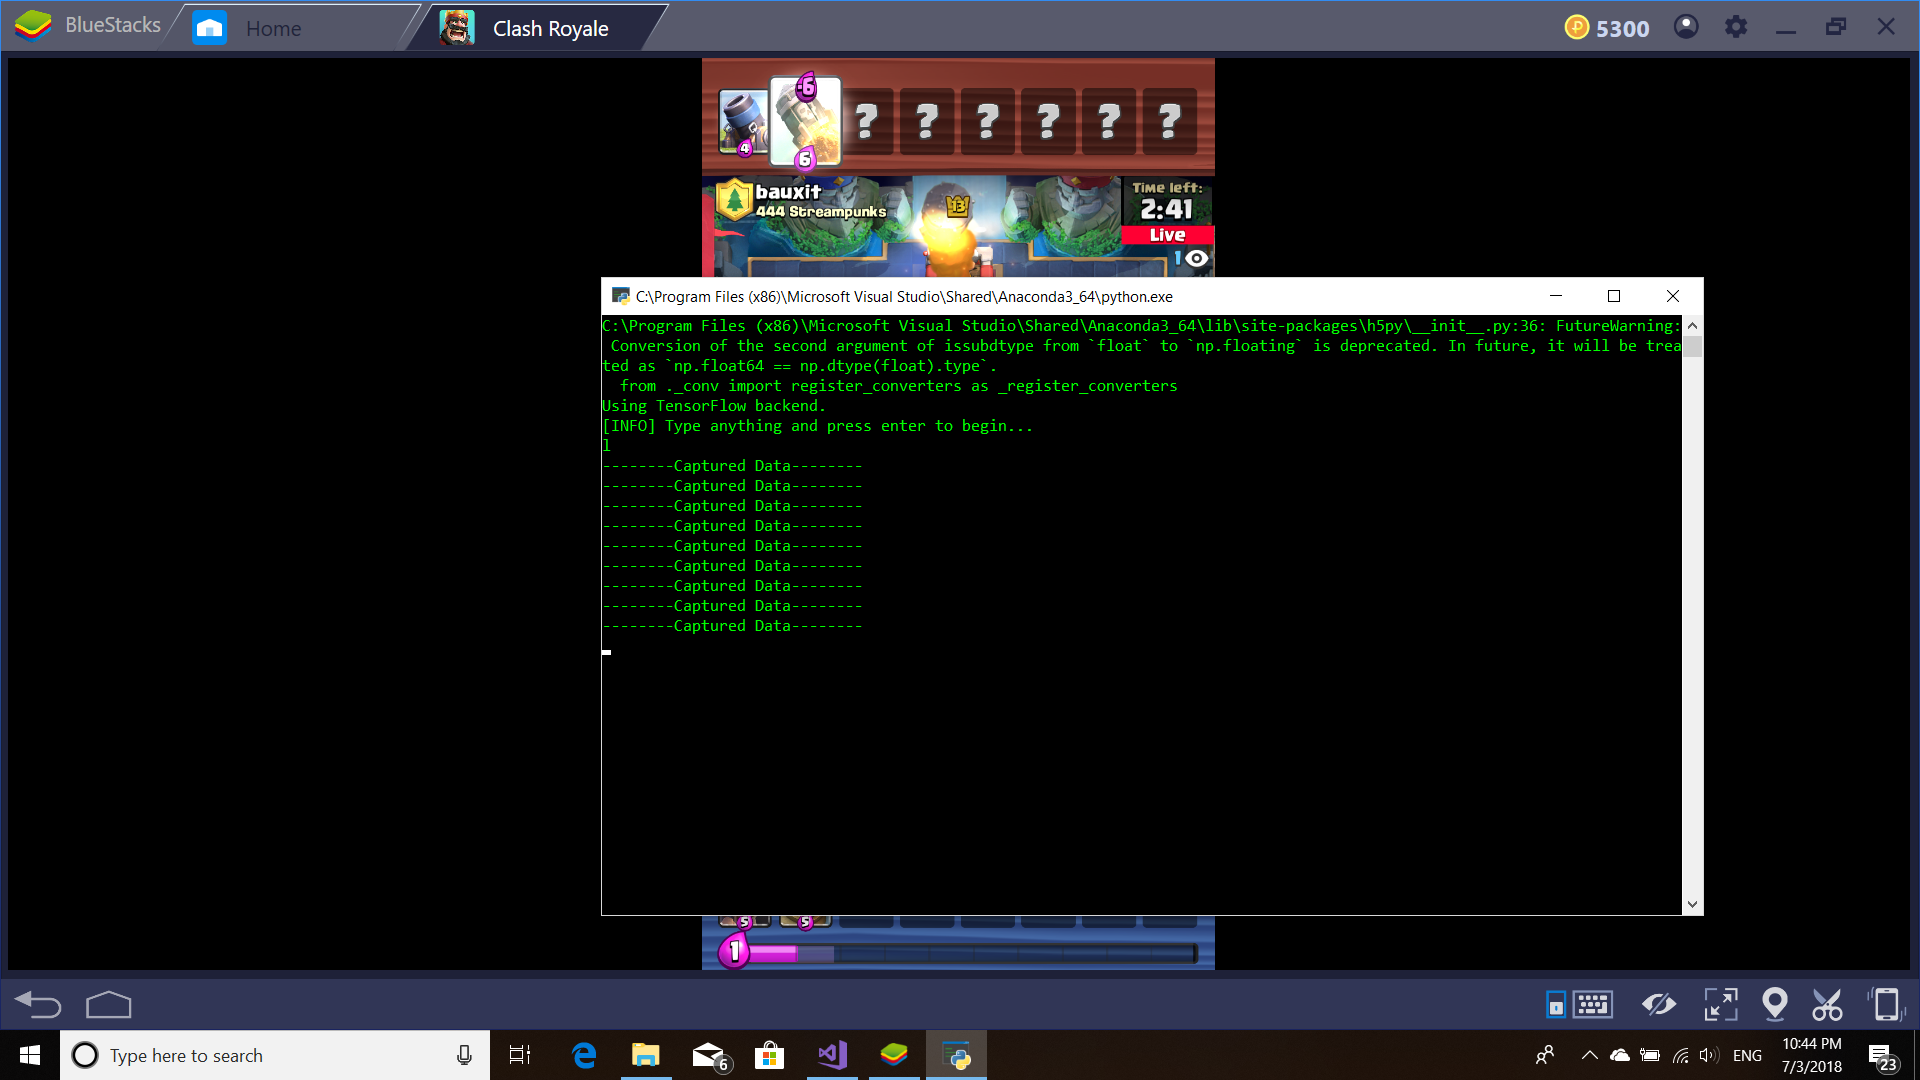 BlueStacks
Home
Clash Royale
5300
-6
4
6
? ? ? ? ? ?
bauxit
444 Streampunks
13
Time left:
2:41
Live
1
C:\Program Files (x86)\Microsoft Visual Studio\Shared\Anaconda3_64\python.exe
C:\Program Files (x86)\Microsoft Visual Studio\Shared\Anaconda3_64\lib\site-packages\h5py\__init__.py:36: FutureWarning:
 Conversion of the second argument of issubdtype from `float` to `np.floating` is deprecated. In future, it will be trea
ted as `np.float64 == np.dtype(float).type`.
  from ._conv import register_converters as _register_converters
Using TensorFlow backend.
[INFO] Type anything and press enter to begin...
l
--------Captured Data--------
--------Captured Data--------
--------Captured Data--------
--------Captured Data--------
--------Captured Data--------
--------Captured Data--------
--------Captured Data--------
--------Captured Data--------
--------Captured Data--------
5
5
1
Type here to search
6
ENG
10:44 PM
7/3/2018
23